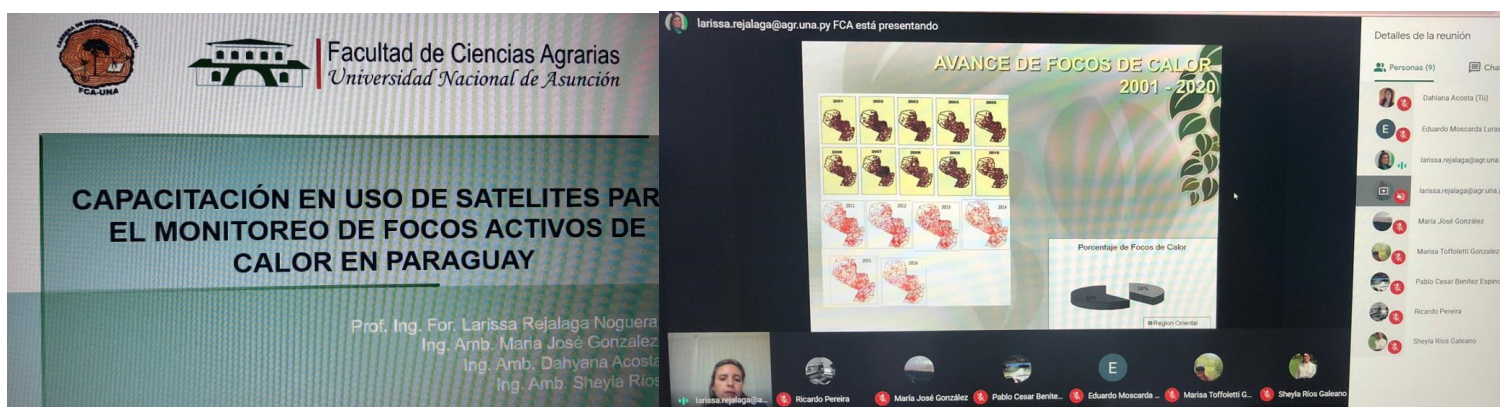 CARRERA DE INGENIERIA FORESTAL
FCA-UNA
Facultad de Ciencias Agrarias
Universidad Nacional de Asunción
CAPACITACIÓN EN USO DE SATELITES PAR
EL MONITOREO DE FOCOS ACTIVOS DE
CALOR EN PARAGUAY
Prof. Ing. For. Larissa Rejalaga Noguera
Ing. Amb. Maria José Gonzalez
Ing. Amb. Dahyana Acosta
Ing. Amb. Sheyla Rios
larissa.rejalaga@agr.una.py FCA está presentando
AVANCE DE FOCOS DE CALOR
2001 - 2020
2001 2002 2003 2004 2005
2006 2007 2008 2009 2010
2011 2012 2013 2014
Porcentaje de Focos de Calor
Region Oriental
larissa.rejalaga@a...
Ricardo Pereira
María José González
Pablo Cesar Benite...
Eduardo Moscarda ...
E
Marisa Toffoletti G...
Sheyla Ríos Galeano
Detalles de la reunión
Personas (9)
Cha
Dahiana Acosta (Tú)
E
Eduardo Moscarda Luras
larissa.rejalaga@agr.una.
larissa.rejalaga@agr.una.p
María José González
Marisa Toffoletti Gonzalez
Pablo Cesar Benítez Espino
Ricardo Pereira
Sheyla Ríos Galeano